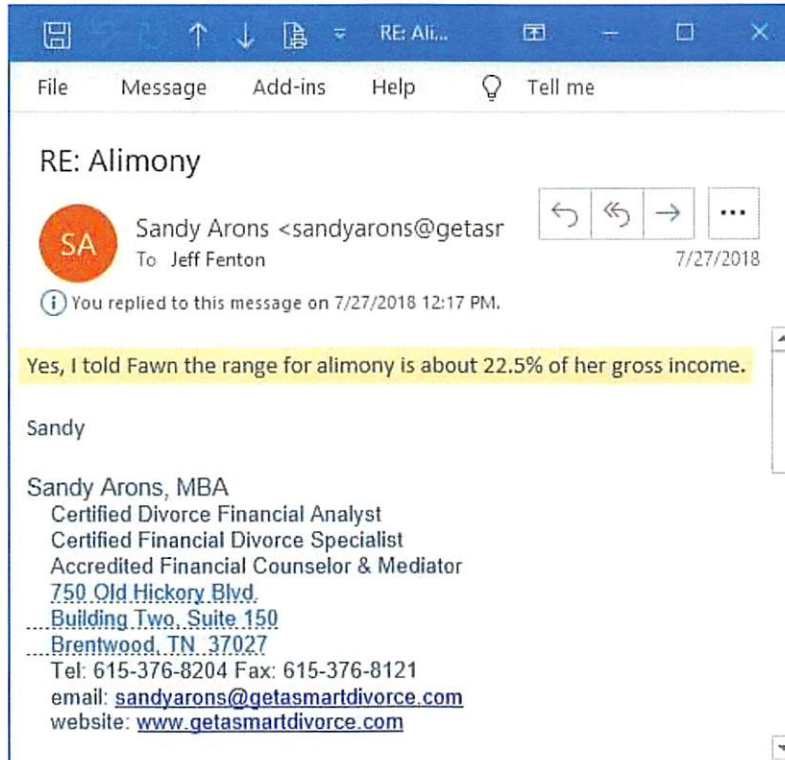 RE: Ali...
File Message Add-ins Help Tell me
RE: Alimony
SA
Sandy Arons <sandyarons@getasr
To Jeff Fenton
7/27/2018
You replied to this message on 7/27/2018 12:17 PM.
Yes, I told Fawn the range for alimony is about 22.5% of her gross income.
Sandy
Sandy Arons, MBA
Certified Divorce Financial Analyst
Certified Financial Divorce Specialist
Accredited Financial Counselor & Mediator
750 Old Hickory Blvd.
Building Two, Suite 150
Brentwood, TN 37027
Tel: 615-376-8204 Fax: 615-376-8121
email: sandyarons@getasmartdivorce.com
website: www.getasmartdivorce.com